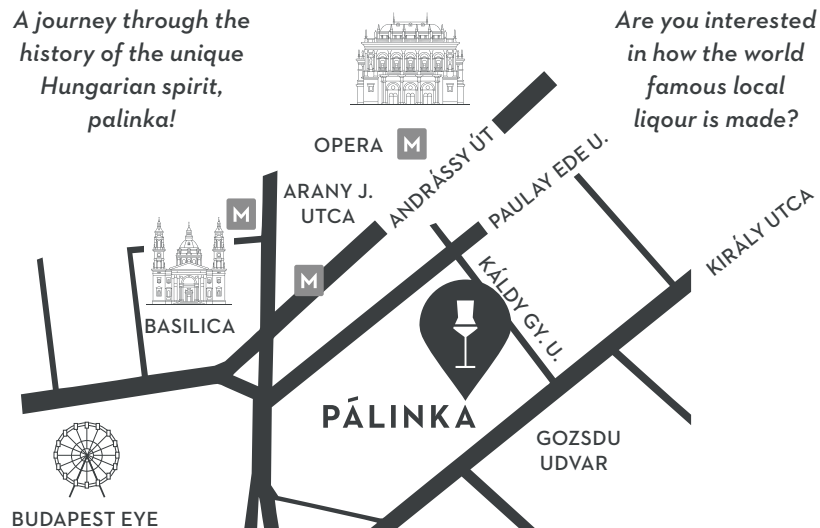 A journey through the
history of the unique
Hungarian spirit,
palinka!
Are you interested
in how the world
famous local
liqour is made?
OPERA M
ANDRÁSSY ÚT
PAULAY EDE U.
KIRÁLY UTCA
ARANY J.
UTCA
M
M
KÁLDY GY. U.
BASILICA
PÁLINKA
GOZSDU
UDVAR
BUDAPEST EYE